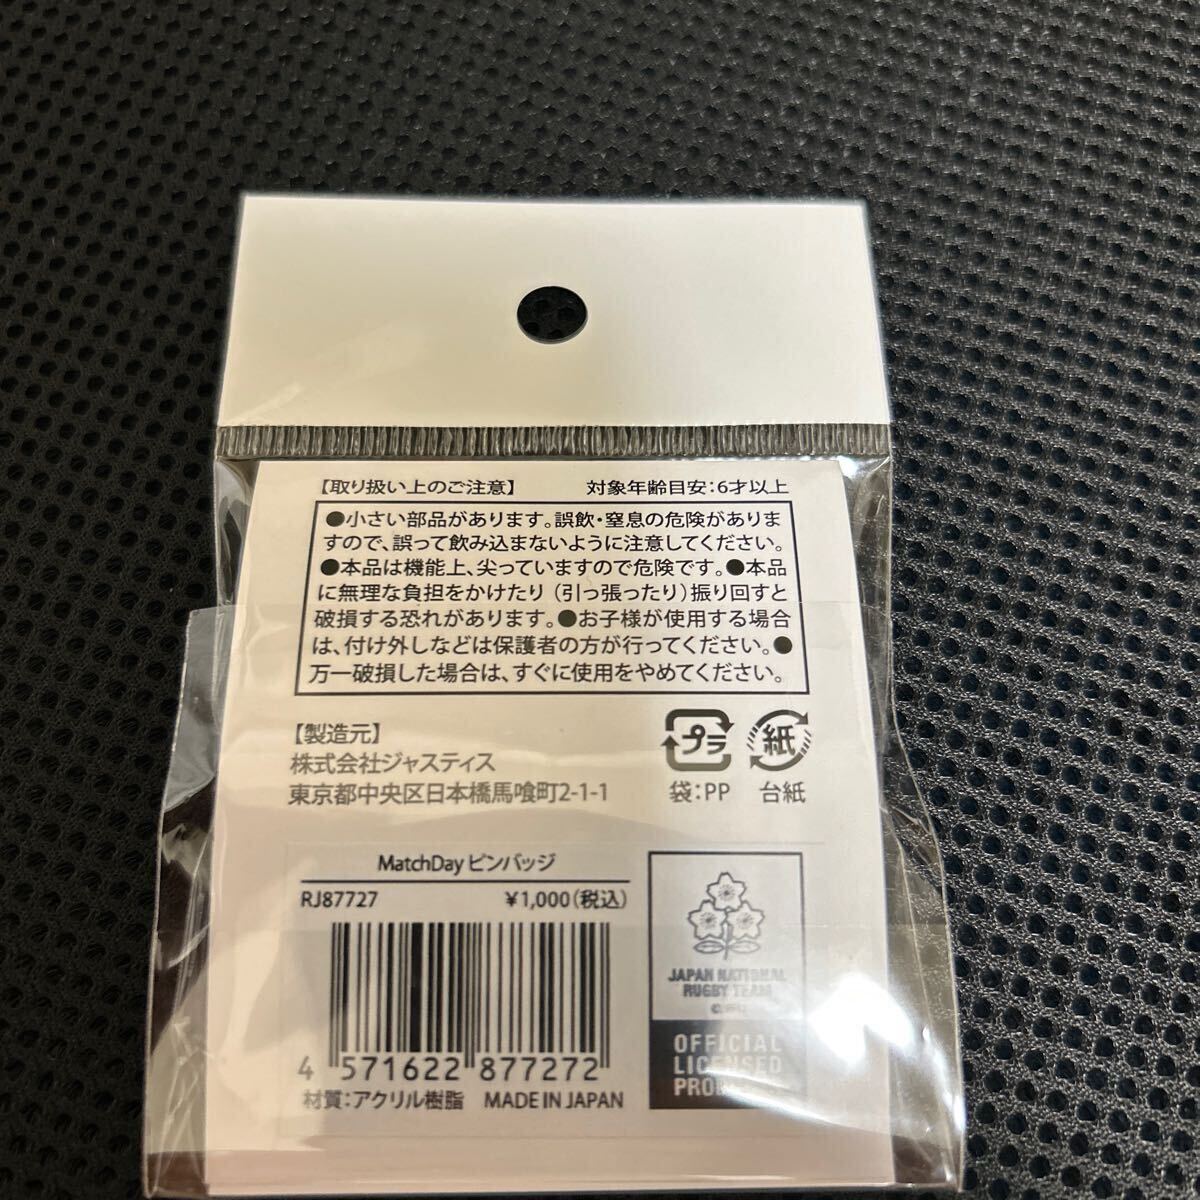 【取り扱い上のご注意】 対象年齢目安：6才以上
●小さい部品があります。誤飲・窒息の危険がありま
すので、誤って飲み込まないように注意してください。
●本品は機能上、尖っていますので危険です。●本品
に無理な負担をかけたり（引っ張ったり）振り回すと
破損する恐れがあります。●お子様が使用する場合
は、付け外しなどは保護者の方が行ってください。●
万一破損した場合は、すぐに使用をやめてください。
【製造元】
株式会社ジャスティス
東京都中央区日本橋馬喰町2-1-1
プラ 紙
袋：PP 台紙
MatchDay ピンバッジ
RJ87727 ¥1,000（税込）
4 571622 877272
材質：アクリル樹脂 MADE IN JAPAN
JAPAN NATIONAL
RUGBY TEAM
OFFICIAL
LICENSED